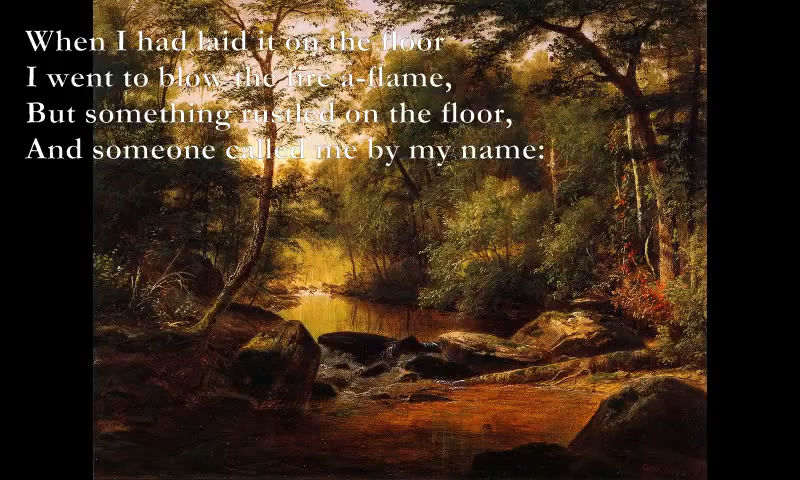 When I had laid it on the floor
I went to blow the fire a-flame,
But something rustled on the floor,
And someone called me by my name: